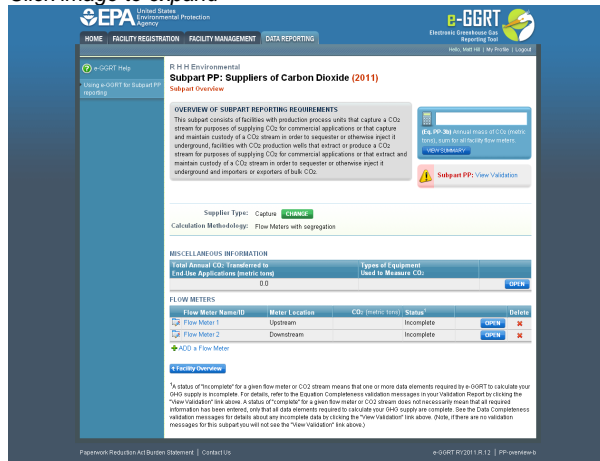 Click image to expand
EPA United States
Environmental Protection
Agency
e-GGRT
Electronic Greenhouse Gas
Reporting Tool
HOME FACILITY REGISTRATION FACILITY MANAGEMENT DATA REPORTING
Hello, Matt Hill | My Profile | Logout
e-GGRT Help
Using e-GGRT for Subpart PP
reporting
R H H Environmental
Subpart PP: Suppliers of Carbon Dioxide (2011)
Subpart Overview
OVERVIEW OF SUBPART REPORTING REQUIREMENTS
This subpart consists of facilities with production process units that capture a CO2
stream for purposes of supplying CO2 for commercial applications or that capture
and maintain custody of a CO2 stream in order to sequester or otherwise inject it
underground, facilities with CO2 production wells that extract or produce a CO2
stream for purposes of supplying CO2 for commercial applications or that extract and
maintain custody of a CO2 stream in order to sequester or otherwise inject it
underground and importers or exporters of bulk CO2.
(Eq. PP-3b) Annual mass of CO2 (metric
tons), sum for all facility flow meters.
VIEW SUMMARY
Subpart PP: View Validation
Supplier Type: Capture CHANGE
Calculation Methodology: Flow Meters with segregation
MISCELLANEOUS INFORMATION
Total Annual CO2 Transferred to
End-Use Applications (metric tons)
Types of Equipment
Used to Measure CO2
0.0 OPEN
FLOW METERS
Flow Meter Name/ID Meter Location CO2 (metric tons) Status1 Delete
Flow Meter 1 Upstream Incomplete OPEN
Flow Meter 2 Downstream Incomplete OPEN
ADD a Flow Meter
Facility Overview
1A status of "Incomplete" for a given flow meter or CO2 stream means that one or more data elements required by e-GGRT to calculate your
GHG supply is incomplete. For details, refer to the Equation Completeness validation messages in your Validation Report by clicking the
"View Validation" link above. A status of "complete" for a given flow meter or CO2 stream does not necessarily mean that all required
information has been entered, only that all data elements required to calculate your GHG supply are complete. See the Data Completeness
validation messages for details about any incomplete data by clicking the "View Validation" link above. (Note, if there are no validation
messages for this subpart you will not see the "View Validation" link above.)
Paperwork Reduction Act Burden Statement | Contact Us
e-GGRT RY2011.R.12 | PP-overview-b